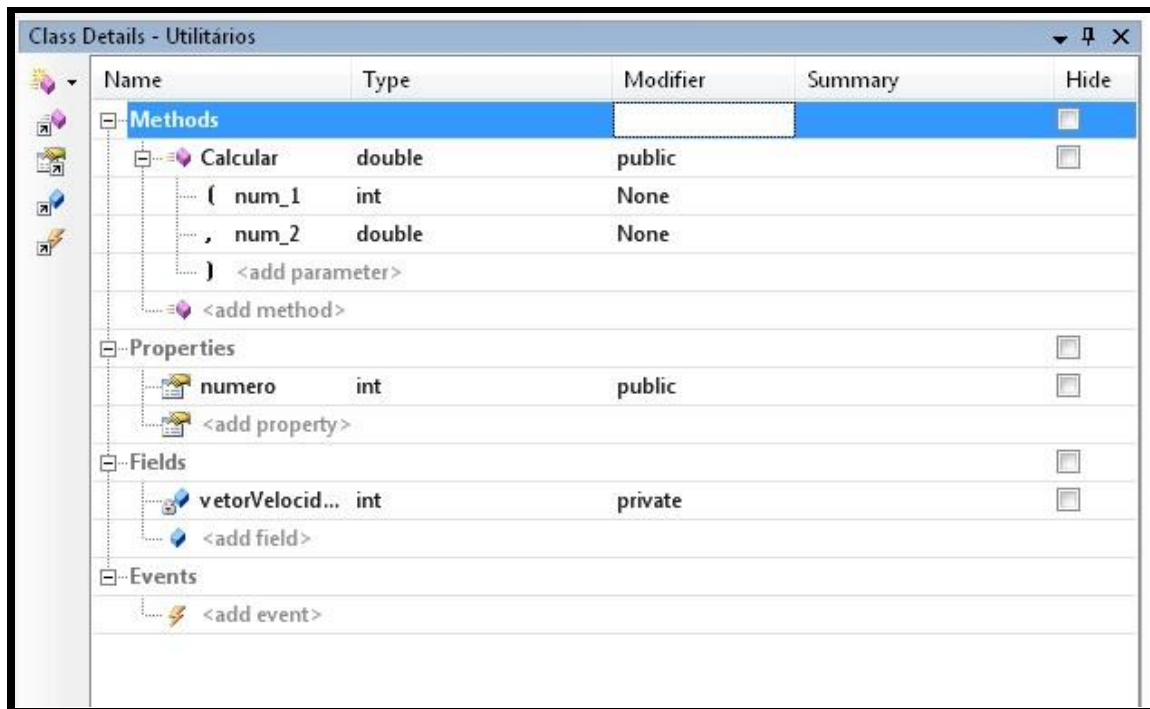 Class Details - Utilitários
Name Type Modifier Summary Hide
Methods
Calcular double public
( num_1 int None
, num_2 double None
) <add parameter>
<add method>
Properties
numero int public
<add property>
Fields
vetorVelocid... int private
<add field>
Events
<add event>